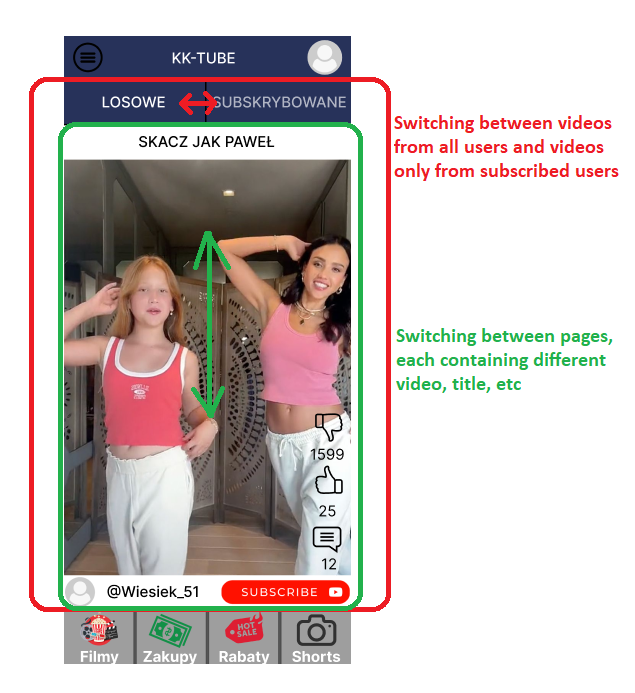 KK-TUBE
LOSOWE
SUBSKRYBOWANE
SKACZ JAK PAWEŁ
1599
25
12
@Wiesiek_51
SUBSCRIBE
HOT
SALE
Filmy
Zakupy
Rabaty
Shorts
Switching between videos
from all users and videos
only from subscribed users
Switching between pages,
each containing different
video, title, etc